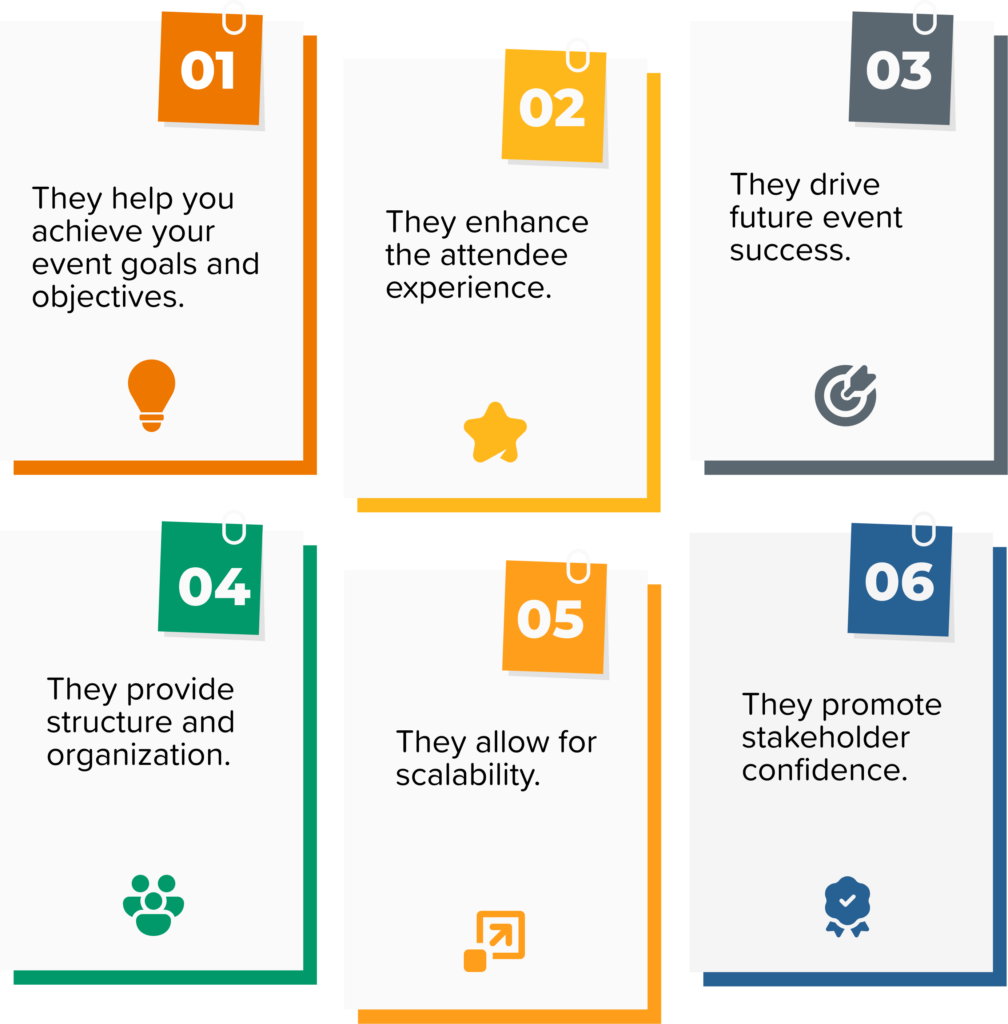 01
They help you
achieve your
event goals and
objectives.
02
They enhance
the attendee
experience.
03
They drive
future event
success.
04
They provide
structure and
organization.
05
They allow for
scalability.
06
They promote
stakeholder
confidence.